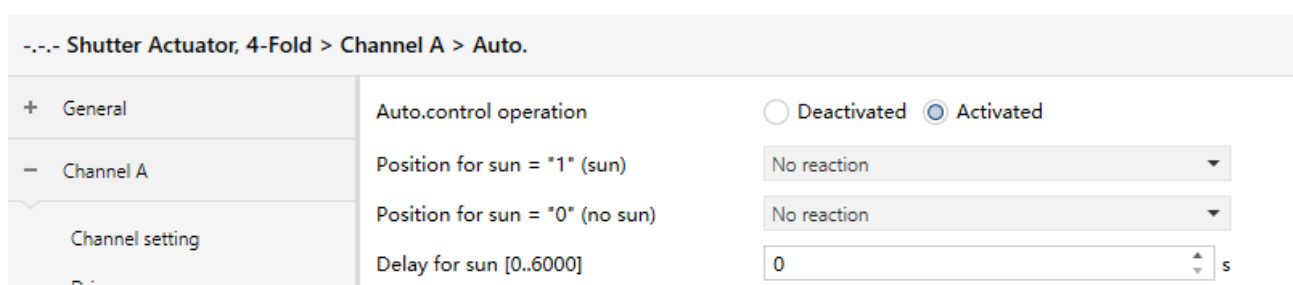 -.-.- Shutter Actuator, 4-Fold > Channel A > Auto.
+ General
− Channel A
Channel setting
Auto.control operation Deactivated Activated
Position for sun = "1" (sun) No reaction
Position for sun = "0" (no sun) No reaction
Delay for sun [0..6000] 0 s